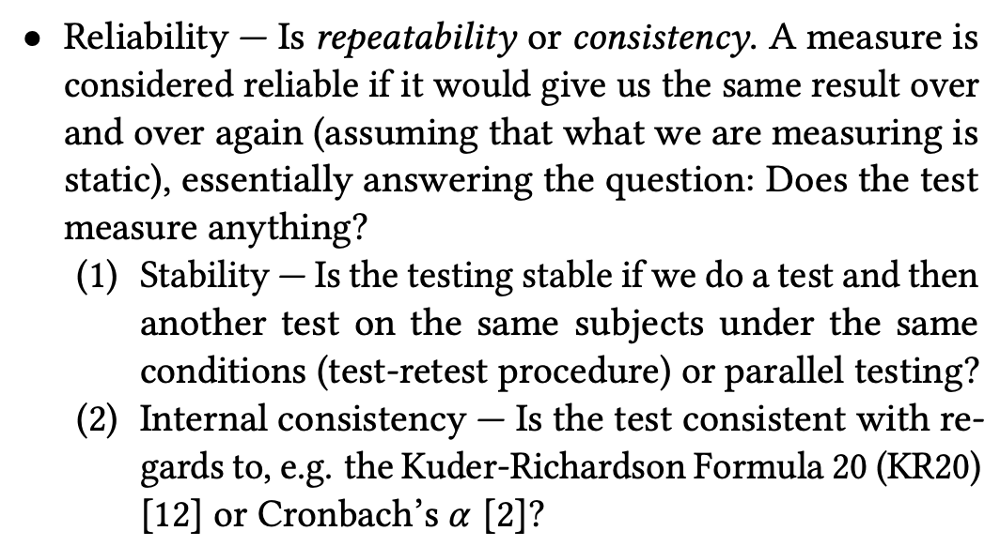 • Reliability — Is repeatability or consistency. A measure is
considered reliable if it would give us the same result over
and over again (assuming that what we are measuring is
static), essentially answering the question: Does the test
measure anything?
(1) Stability — Is the testing stable if we do a test and then
another test on the same subjects under the same
conditions (test-retest procedure) or parallel testing?
(2) Internal consistency — Is the test consistent with re-
gards to, e.g. the Kuder-Richardson Formula 20 (KR20)
[12] or Cronbach’s α [2]?